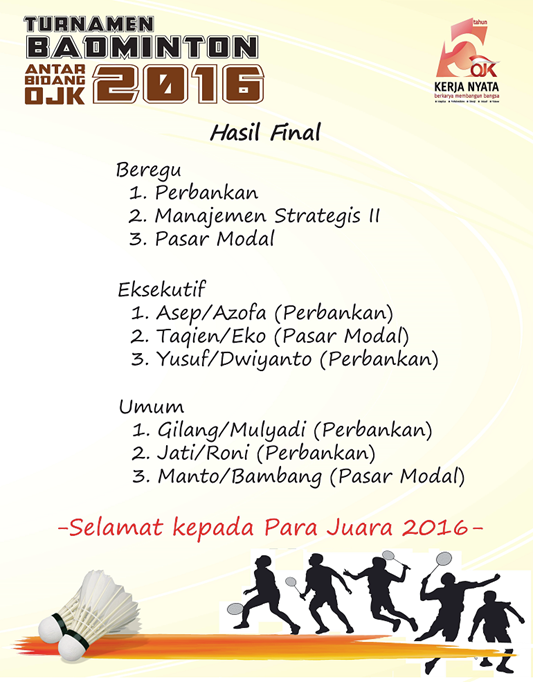 TURNAMEN
BADMINTON
ANTAR
BIDANG
OJK
2016
5 tahun
OJK
KERJA NYATA
berkarya membangun bangsa
Hasil Final
Beregu
1. Perbankan
2. Manajemen Strategis II
3. Pasar Modal
Eksekutif
1. Asep/Azofa (Perbankan)
2. Taqien/Eko (Pasar Modal)
3. Yusuf/Dwiyanto (Perbankan)
Umum
1. Gilang/Mulyadi (Perbankan)
2. Jati/Roni (Perbankan)
3. Manto/Bambang (Pasar Modal)
-Selamat kepada Para Juara 2016-